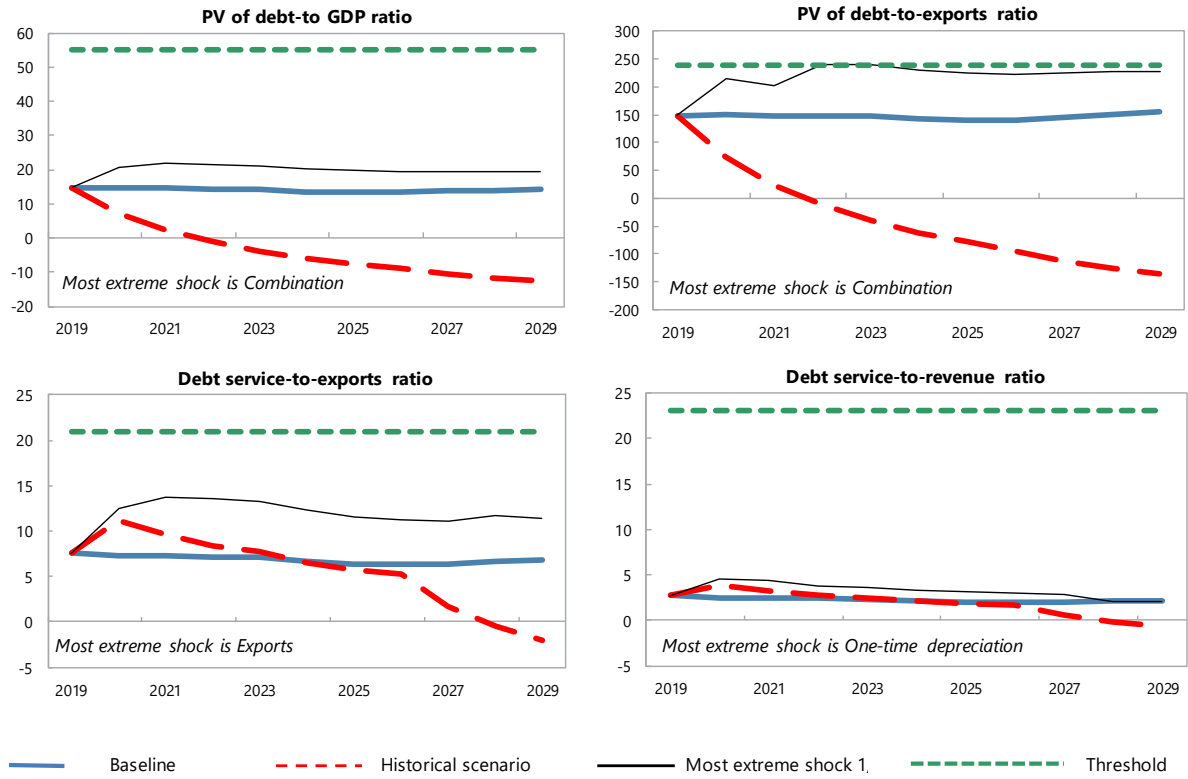 PV of debt-to GDP ratio
60
50
40
30
20
10
0
-10
-20
Most extreme shock is Combination
2019 2021 2023 2025 2027 2029
PV of debt-to-exports ratio
300
250
200
150
100
50
0
-50
-100
-150
-200
Most extreme shock is Combination
2019 2021 2023 2025 2027 2029
Debt service-to-exports ratio
25
20
15
10
5
0
-5
Most extreme shock is Exports
2019 2021 2023 2025 2027 2029
Debt service-to-revenue ratio
25
20
15
10
5
0
-5
Most extreme shock is One-time depreciation
2019 2021 2023 2025 2027 2029
Baseline Historical scenario Most extreme shock 1, Threshold